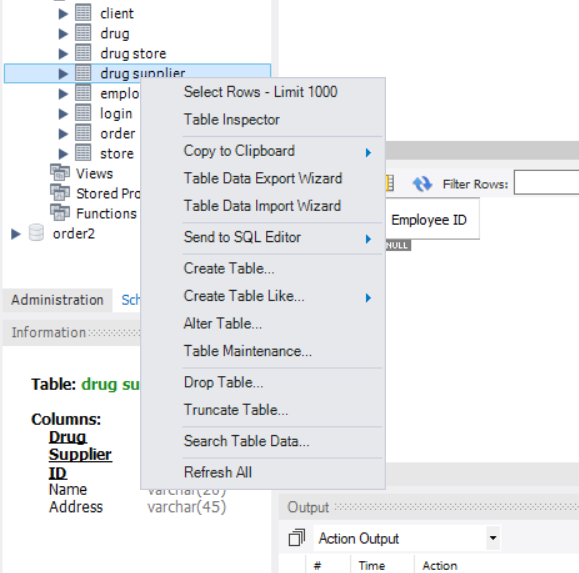 client
drug
drug store
drug supplier
emplo
login
order
store
Views
Stored Pro
Functions
order2
Select Rows - Limit 1000
Table Inspector
Copy to Clipboard
Table Data Export Wizard
Table Data Import Wizard
Send to SQL Editor
Create Table...
Create Table Like...
Alter Table...
Table Maintenance...
Drop Table...
Truncate Table...
Search Table Data...
Refresh All
Filter Rows:
Employee ID
NULL
Administration Sch
Information
Table: drug su
Columns:
Drug
Supplier
ID
Name varchar(20)
Address varchar(45)
Output
Action Output
# Time Action